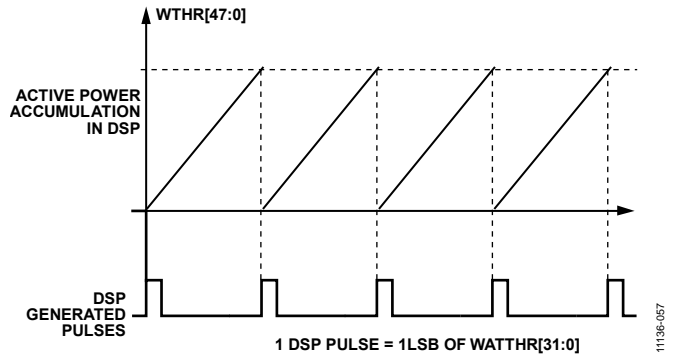 WTHR[47:0]
ACTIVE POWER
ACCUMULATION
IN DSP
DSP
GENERATED
PULSES
1 DSP PULSE = 1LSB OF WATTHR[31:0]
11136-057